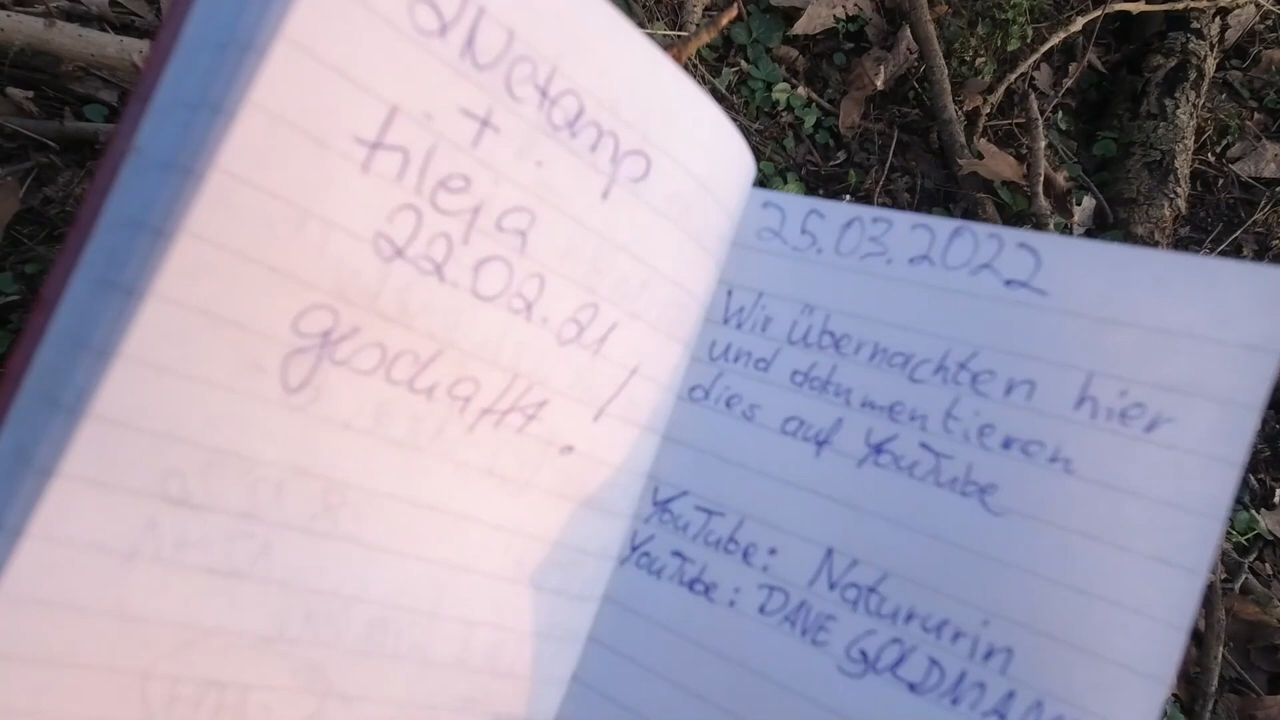 +
22.02.21
geschafft!
25.03.2022
Wir übernachten hier
und dokumentieren
dies auf YouTube
YouTube: Natururin
YouTube: DAVE GOLDMANN